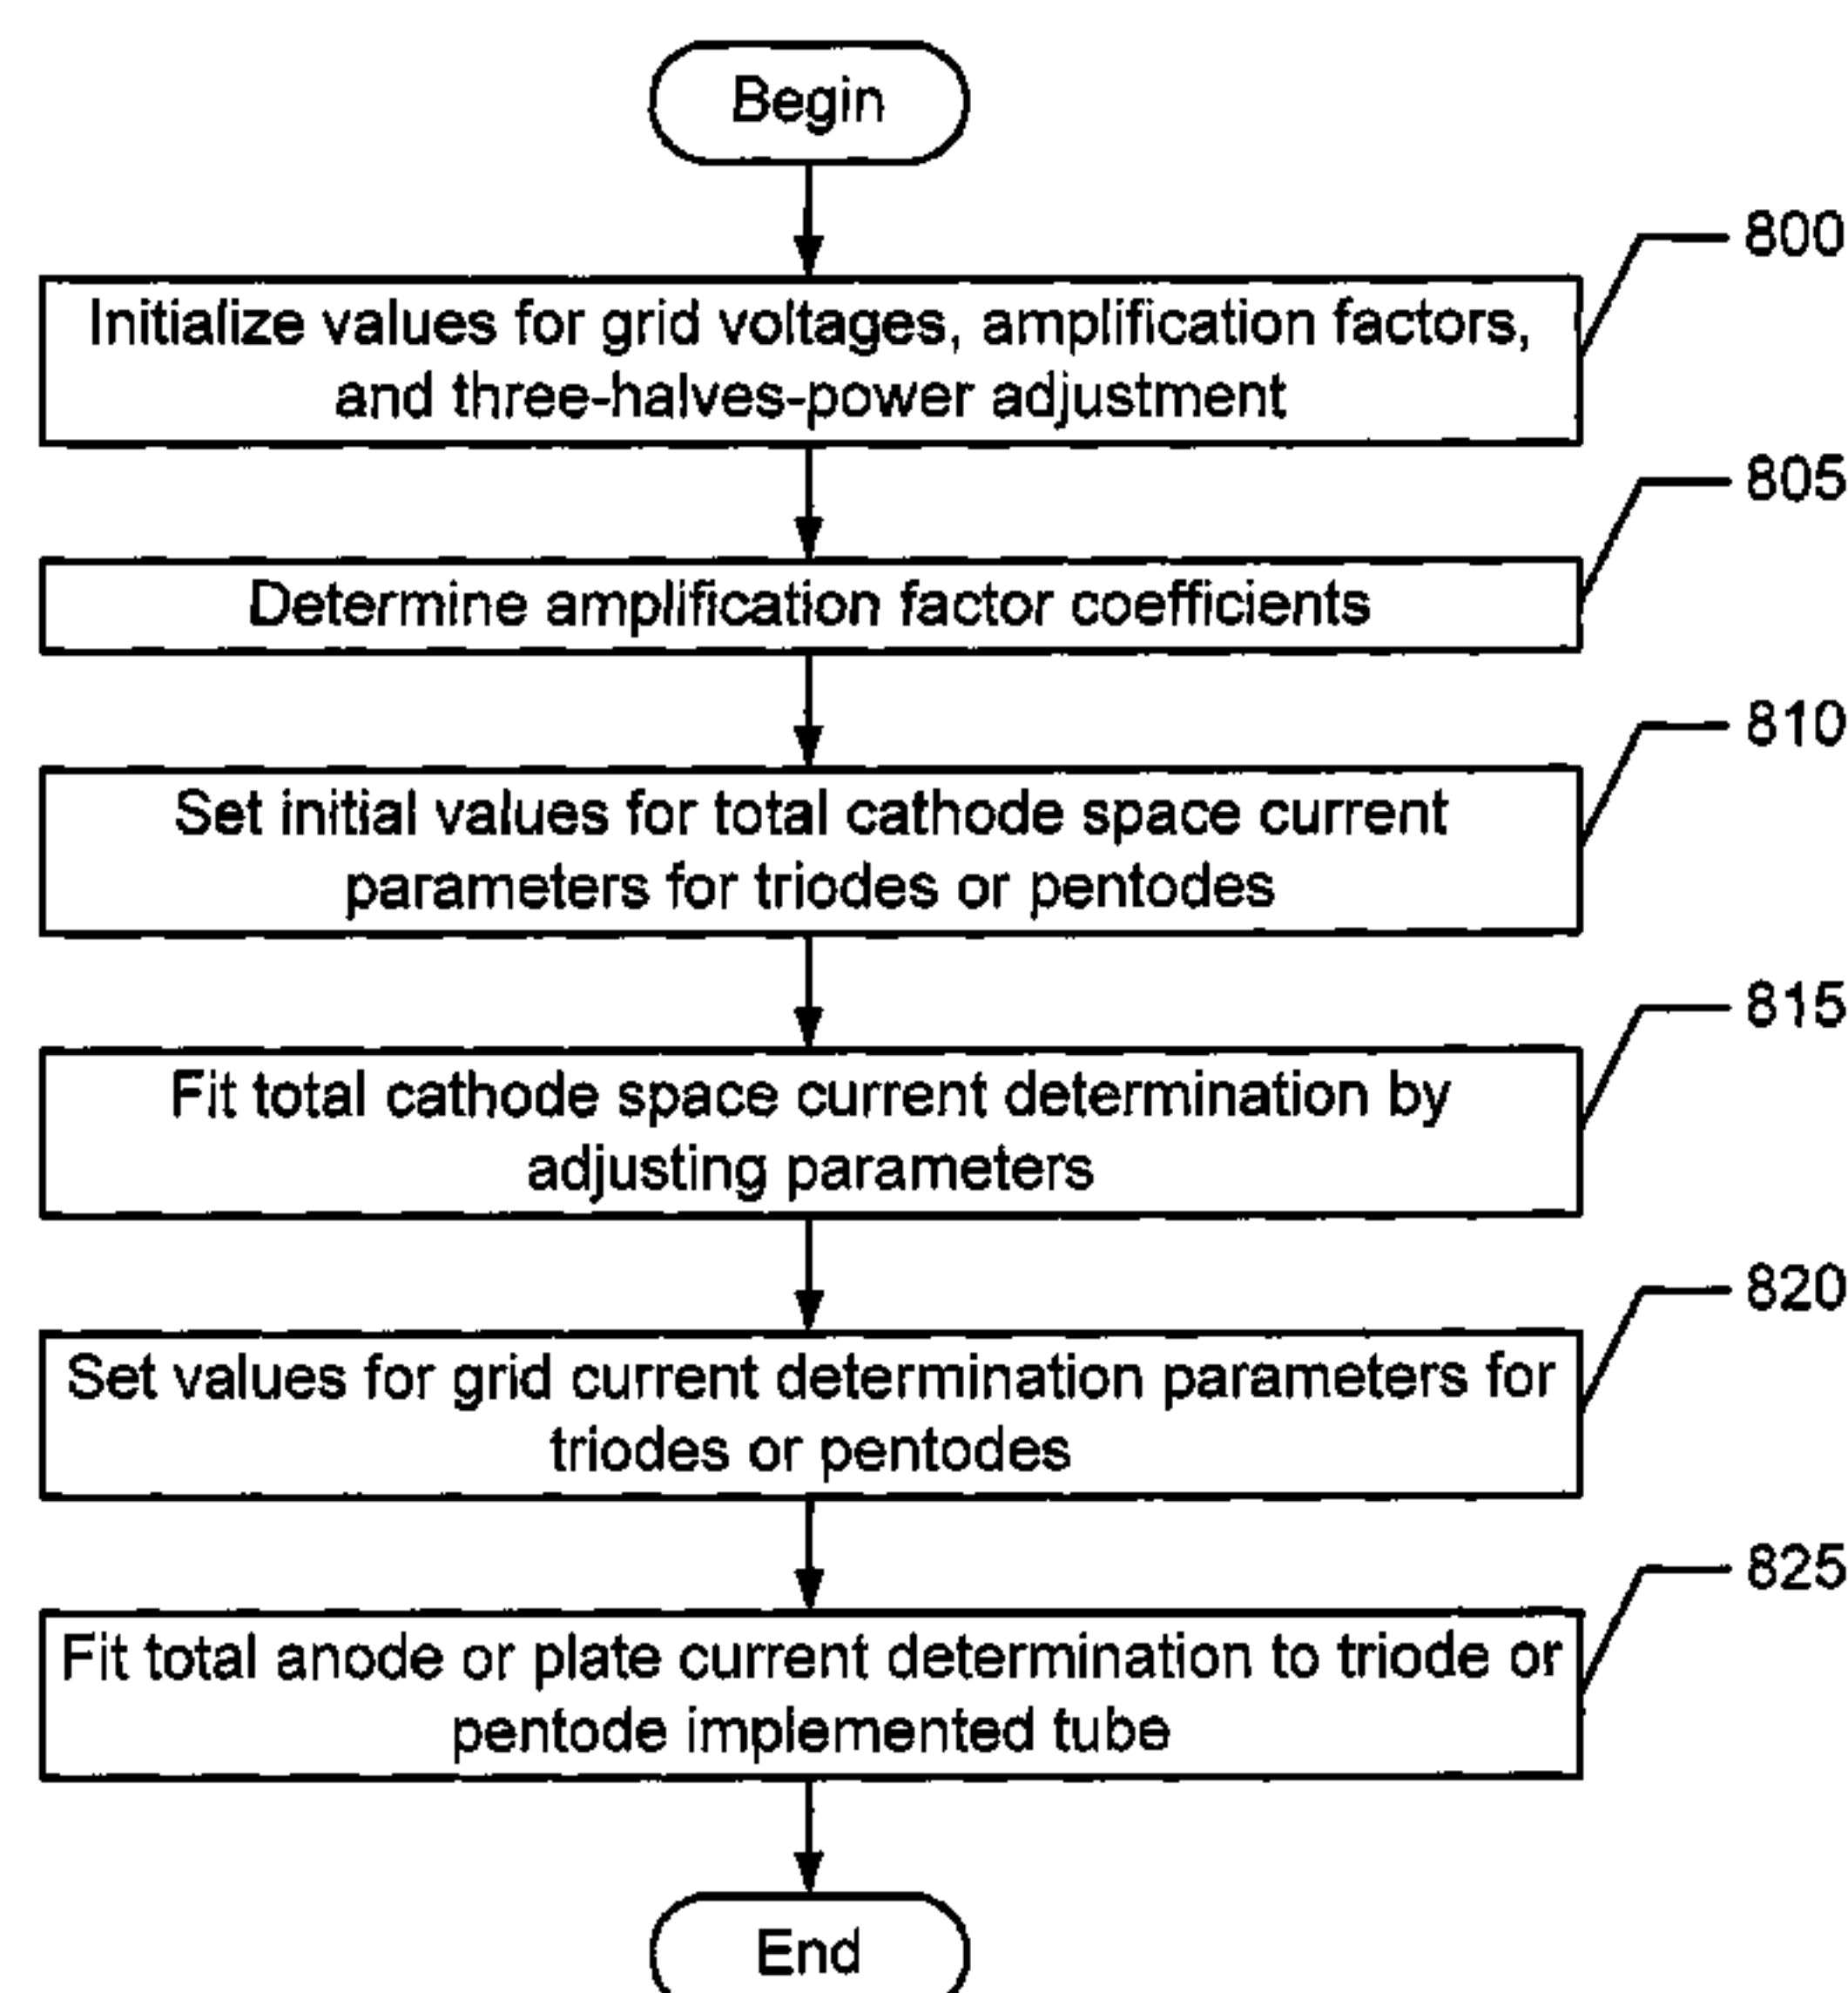 Begin
800
Initialize values for grid voltages, amplification factors,
and three-halves-power adjustment
805
Determine amplification factor coefficients
810
Set initial values for total cathode space current
parameters for triodes or pentodes
815
Fit total cathode space current determination by
adjusting parameters
820
Set values for grid current determination parameters for
triodes or pentodes
825
Fit total anode or plate current determination to triode or
pentode implemented tube
End